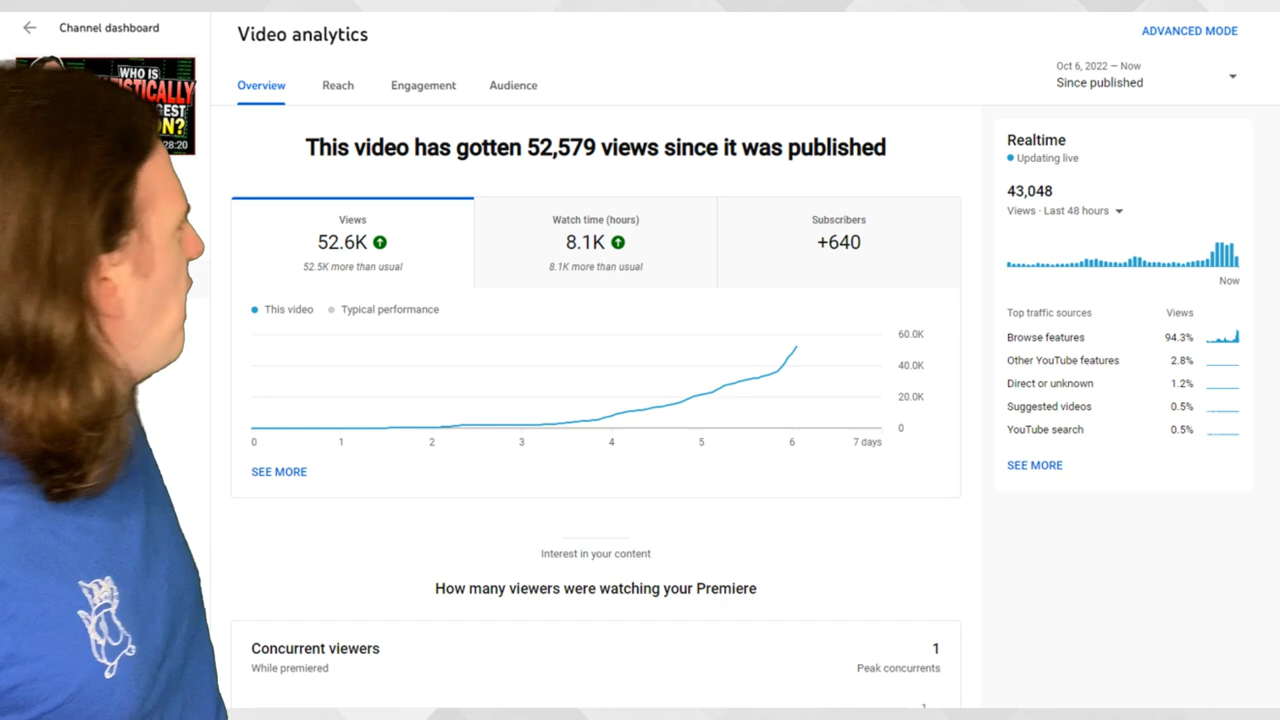 Channel dashboard
WHO IS
GEST
N?
28:20
Video analytics
ADVANCED MODE
Overview
Reach
Engagement
Audience
Oct 6, 2022 — Now
Since published
This video has gotten 52,579 views since it was published
Views
52.6K
52.5K more than usual
Watch time (hours)
8.1K
8.1K more than usual
Subscribers
+640
This video
Typical performance
60.0K
40.0K
20.0K
0
0 1 2 3 4 5 6 7 days
SEE MORE
Interest in your content
How many viewers were watching your Premiere
Concurrent viewers
While premiered
1
Peak concurrents
1
Realtime
Updating live
43,048
Views · Last 48 hours
Now
Top traffic sources Views
Browse features 94.3%
Other YouTube features 2.8%
Direct or unknown 1.2%
Suggested videos 0.5%
YouTube search 0.5%
SEE MORE